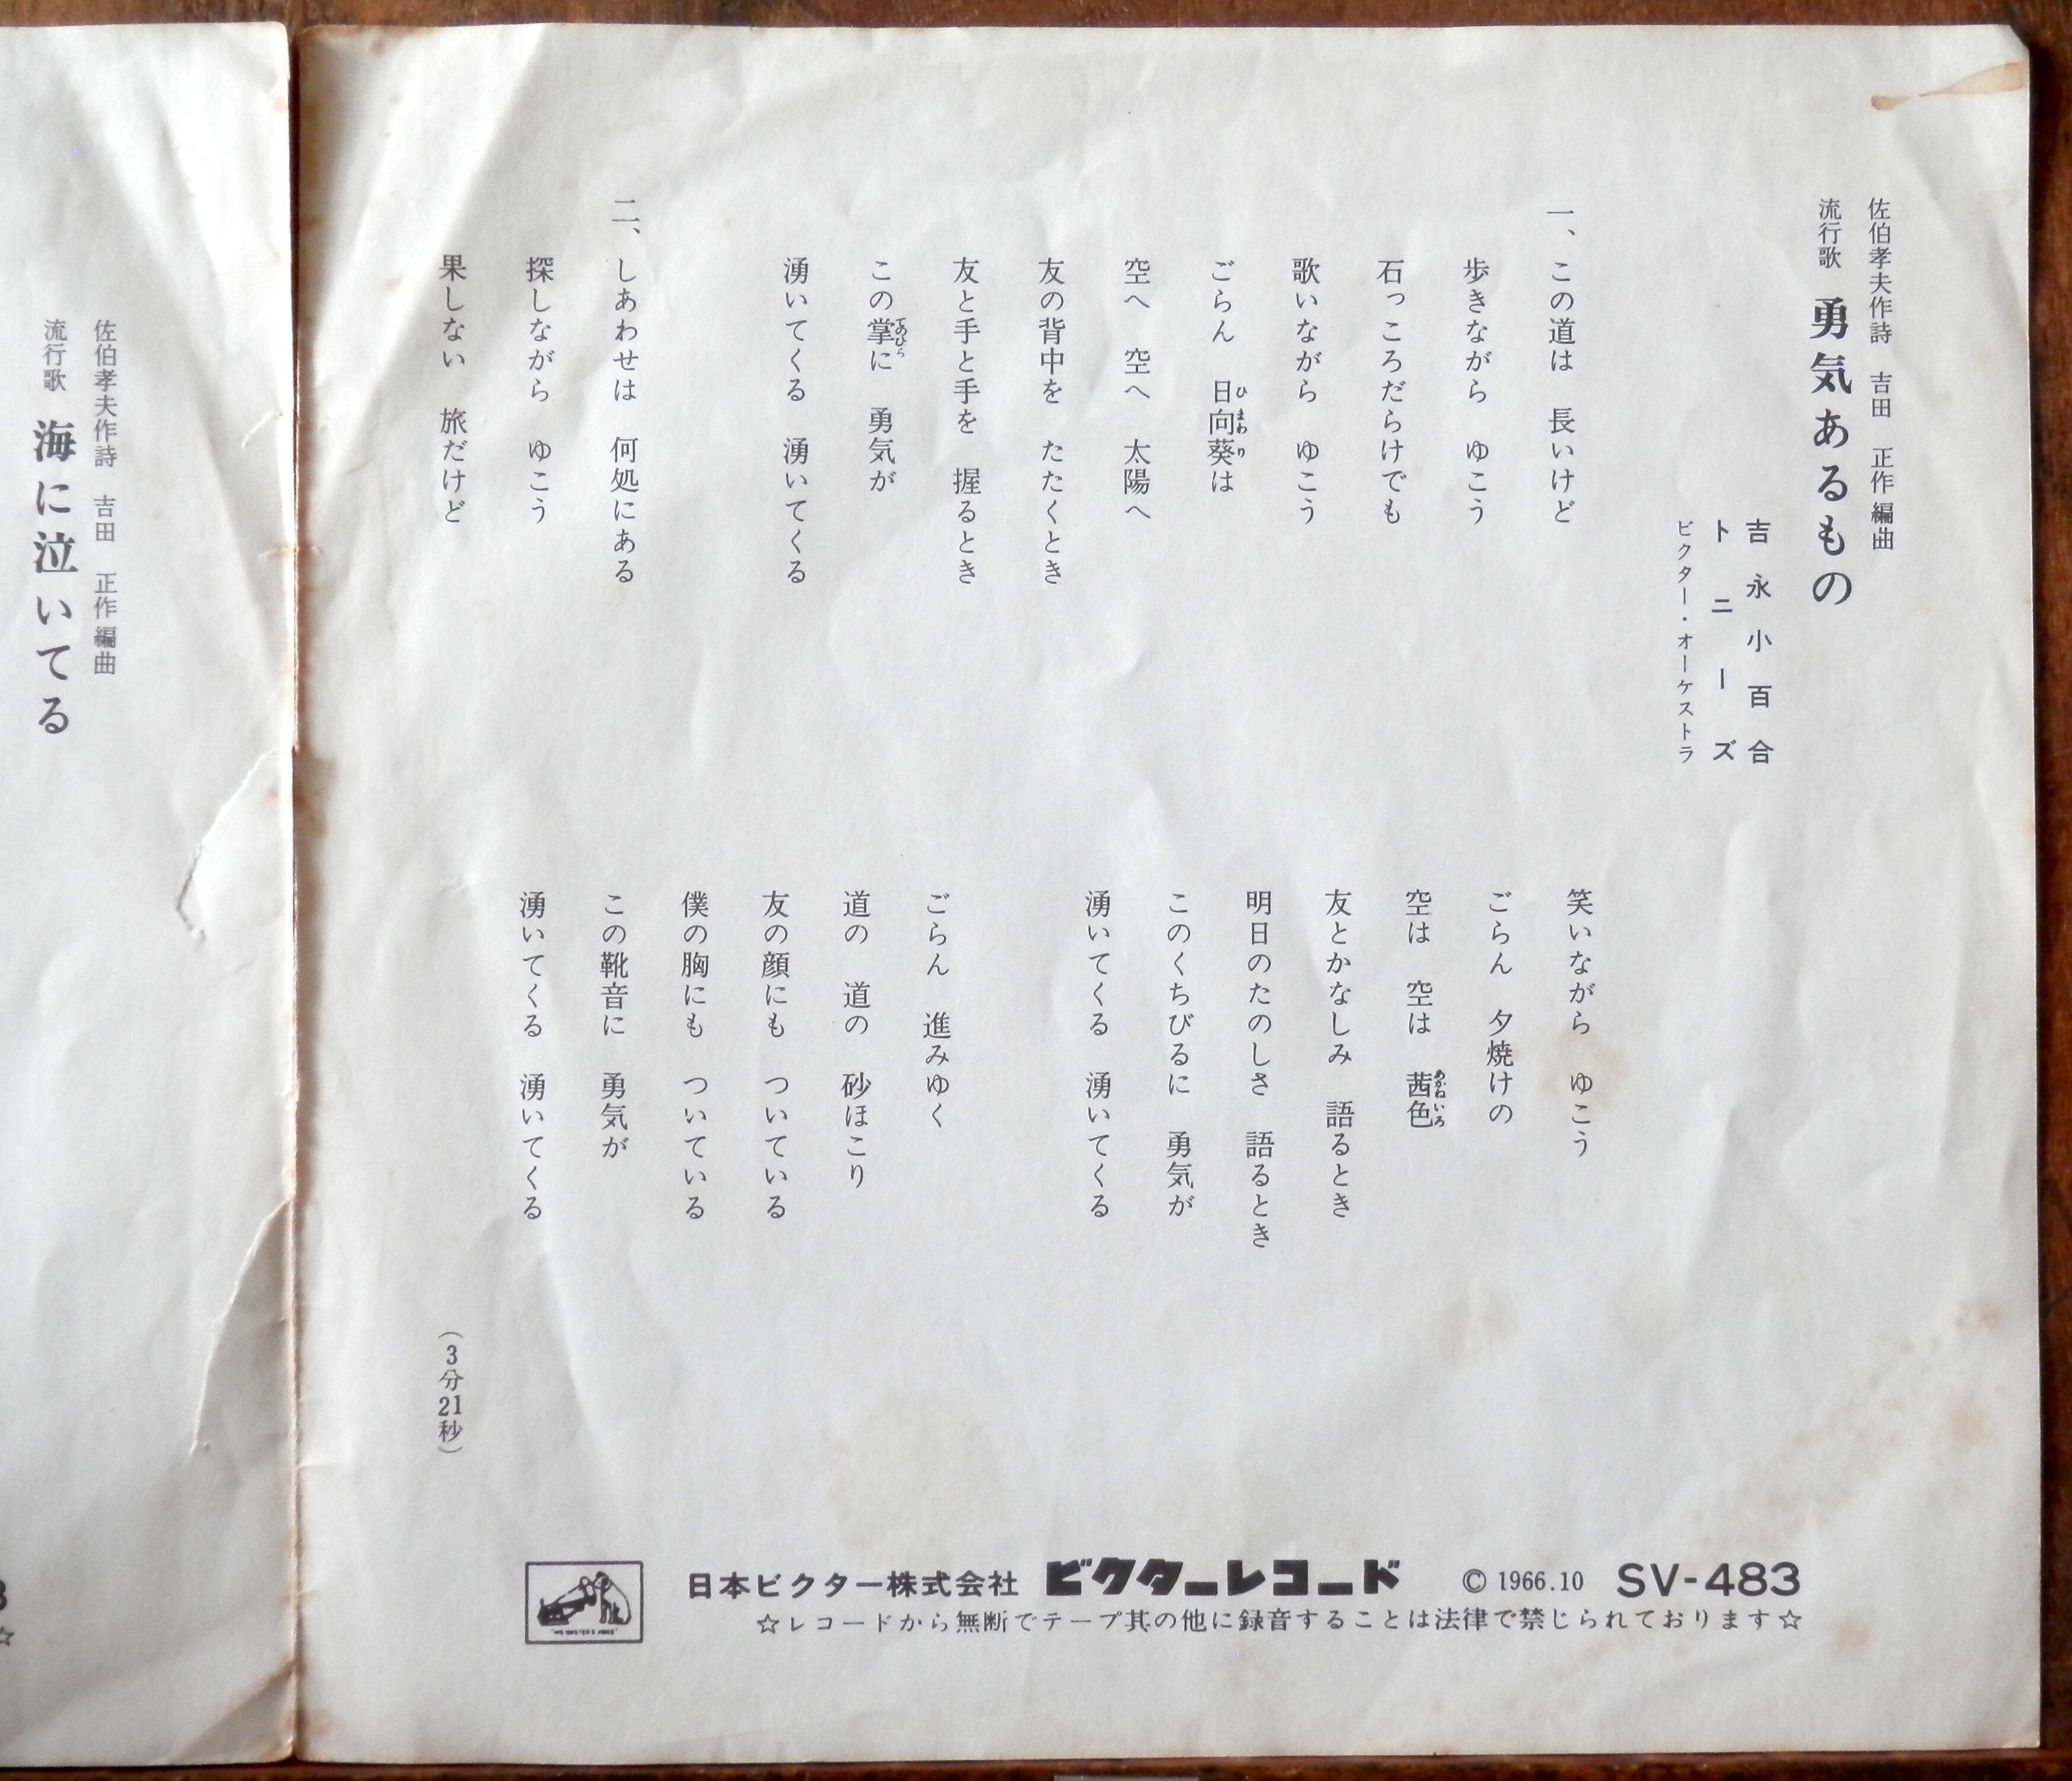 佐伯孝夫作詩　吉田　正作編曲
流行歌　勇気あるもの
吉永小百合
トニーズ
ビクター・オーケストラ
一、この道は　長いけど
歩きながら　ゆこう
石っころだらけでも
歌いながら　ゆこう
ごらん　日向葵は
ひまわり
空へ　空へ　太陽へ
友の背中を　たたくとき
友と手と手を　握るとき
この掌に　勇気が
てのひら
湧いてくる　湧いてくる
二、しあわせは　何処にある
探しながら　ゆこう
果しない　旅だけど
笑いながら　ゆこう
ごらん　夕焼けの
空は　空は　茜色
あかねいろ
友とかなしみ　語るとき
明日のたのしさ　語るとき
このくちびるに　勇気が
湧いてくる　湧いてくる
ごらん　進みゆく
道の　道の　砂ほこり
友の顔にも　ついている
僕の胸にも　ついている
この靴音に　勇気が
湧いてくる　湧いてくる
（3分21秒）
日本ビクター株式会社　ビクターレコード　© 1966.10　SV-483
☆レコードから無断でテープ其の他に録音することは法律で禁じられております☆
"HIS MASTER'S VOICE"
佐伯孝夫作詩　吉田　正作編曲
流行歌　海に泣いてる
3
☆